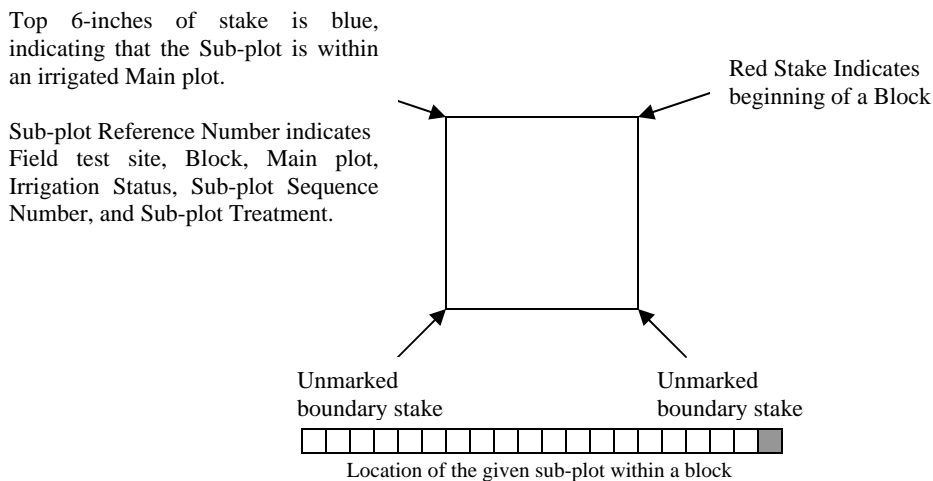 Top 6-inches of stake is blue,
indicating that the Sub-plot is within
an irrigated Main plot.
Sub-plot Reference Number indicates
Field test site, Block, Main plot,
Irrigation Status, Sub-plot Sequence
Number, and Sub-plot Treatment.
Red Stake Indicates
beginning of a Block
Unmarked
boundary stake
Unmarked
boundary stake
Location of the given sub-plot within a block